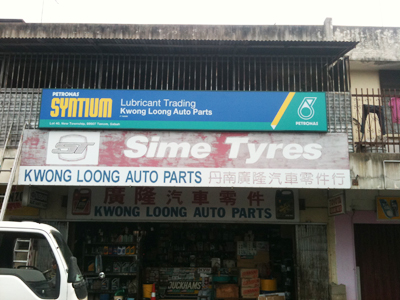 PETRONAS
SYNTIUM
Lubricant Trading
Kwong Loong Auto Parts
PETRONAS
Sime Tyres
KWONG LOONG AUTO PARTS 丹南廣隆汽車零件行
廣隆汽車零件
KWONG LOONG AUTO PARTS
DUCKHAMS